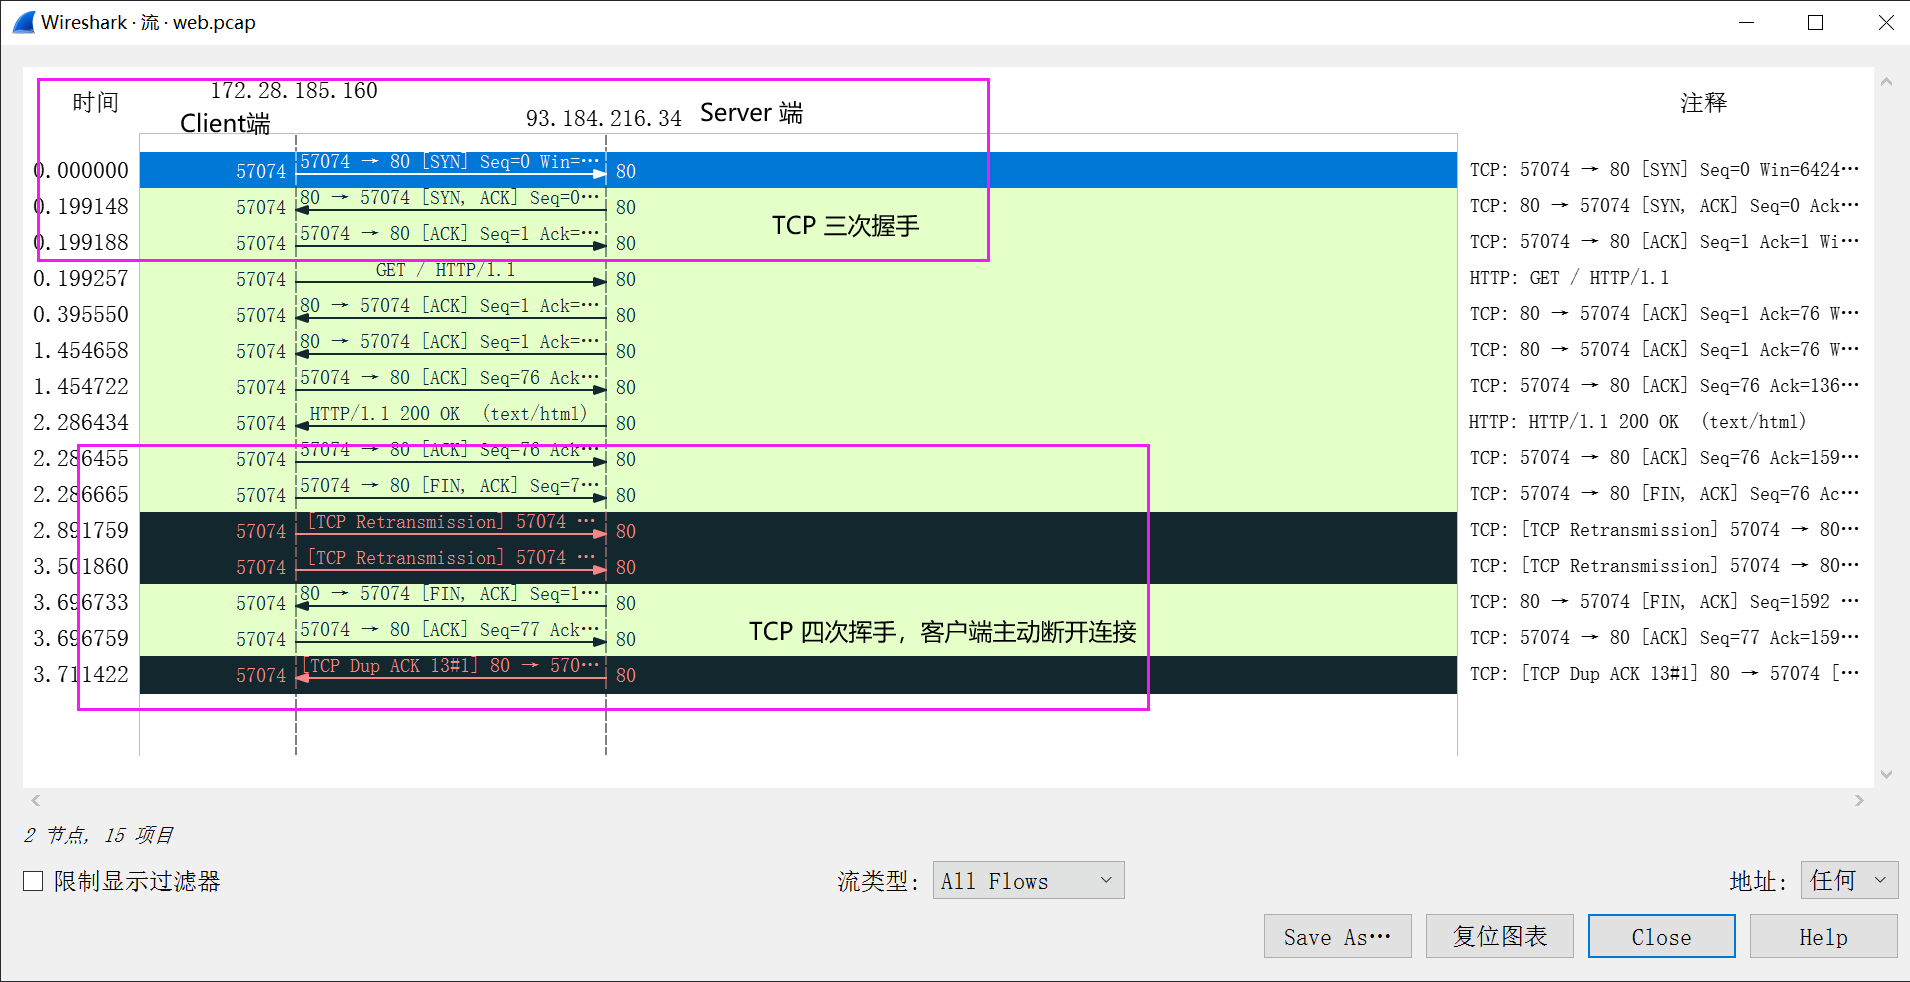 Wireshark · 流 · web.pcap
时间 172.28.185.160 93.184.216.34 注释
Client端 Server 端
0.000000 57074 57074 → 80 [SYN] Seq=0 Win=··· 80 TCP: 57074 → 80 [SYN] Seq=0 Win=6424···
0.199148 57074 80 → 57074 [SYN, ACK] Seq=0··· 80 TCP: 80 → 57074 [SYN, ACK] Seq=0 Ack···
TCP 三次握手
0.199188 57074 57074 → 80 [ACK] Seq=1 Ack=··· 80 TCP: 57074 → 80 [ACK] Seq=1 Ack=1 Wi···
0.199257 57074 GET / HTTP/1.1 80 HTTP: GET / HTTP/1.1
0.395550 57074 80 → 57074 [ACK] Seq=1 Ack=··· 80 TCP: 80 → 57074 [ACK] Seq=1 Ack=76 W···
1.454658 57074 80 → 57074 [ACK] Seq=1 Ack=··· 80 TCP: 80 → 57074 [ACK] Seq=1 Ack=76 W···
1.454722 57074 57074 → 80 [ACK] Seq=76 Ack··· 80 TCP: 57074 → 80 [ACK] Seq=76 Ack=136···
2.286434 57074 HTTP/1.1 200 OK (text/html) 80 HTTP: HTTP/1.1 200 OK (text/html)
2.286455 57074 57074 → 80 [ACK] Seq=76 Ack··· 80 TCP: 57074 → 80 [ACK] Seq=76 Ack=159···
2.286665 57074 57074 → 80 [FIN, ACK] Seq=7··· 80 TCP: 57074 → 80 [FIN, ACK] Seq=76 Ac···
2.891759 57074 [TCP Retransmission] 57074 ··· 80 TCP: [TCP Retransmission] 57074 → 80···
3.501860 57074 [TCP Retransmission] 57074 ··· 80 TCP: [TCP Retransmission] 57074 → 80···
3.696733 57074 80 → 57074 [FIN, ACK] Seq=1··· 80 TCP: 80 → 57074 [FIN, ACK] Seq=1592 ···
TCP 四次挥手，客户端主动断开连接
3.696759 57074 57074 → 80 [ACK] Seq=77 Ack··· 80 TCP: 57074 → 80 [ACK] Seq=77 Ack=159···
3.711422 57074 [TCP Dup ACK 13#1] 80 → 570··· 80 TCP: [TCP Dup ACK 13#1] 80 → 57074 [···
2 节点, 15 项目
限制显示过滤器 流类型: All Flows 地址: 任何
Save As··· 复位图表 Close Help